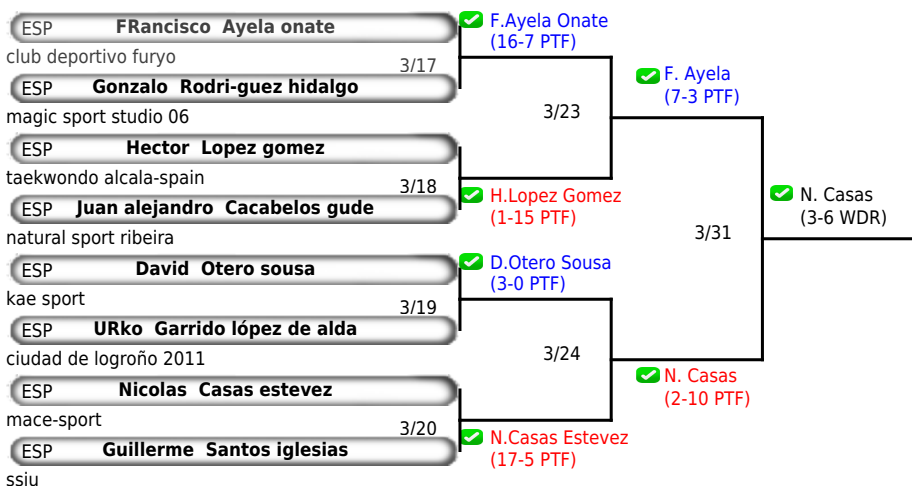 ESP FRancisco Ayela onate
club deportivo furyo
3/17
ESP Gonzalo Rodri-guez hidalgo
magic sport studio 06
ESP Hector Lopez gomez
taekwondo alcala-spain
3/18
ESP Juan alejandro Cacabelos gude
natural sport ribeira
ESP David Otero sousa
kae sport
3/19
ESP URko Garrido lópez de alda
ciudad de logroño 2011
ESP Nicolas Casas estevez
mace-sport
3/20
ESP Guillerme Santos iglesias
ssiu
F.Ayela Onate
(16-7 PTF)
3/23
H.Lopez Gomez
(1-15 PTF)
D.Otero Sousa
(3-0 PTF)
3/24
N.Casas Estevez
(17-5 PTF)
F. Ayela
(7-3 PTF)
3/31
N. Casas
(2-10 PTF)
N. Casas
(3-6 WDR)